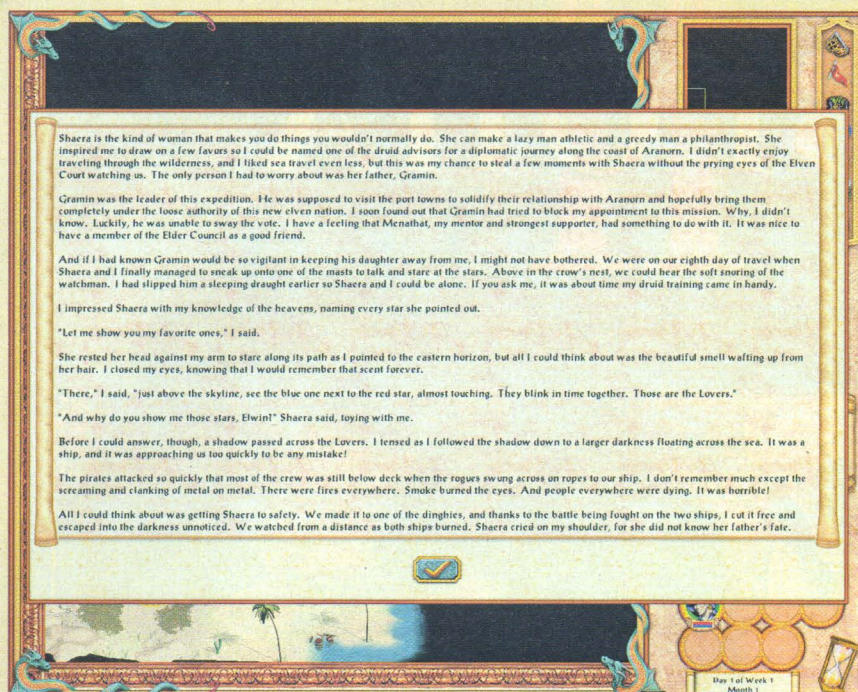 Shaera is the kind of woman that makes you do things you wouldn't normally do. She can make a lazy man athletic and a greedy man a philanthropist. She
inspired me to draw on a few favors so I could be named one of the druid advisors for a diplomatic journey along the coast of Aranorn. I didn't exactly enjoy
traveling through the wilderness, and I liked sea travel even less, but this was my chance to steal a few moments with Shaera without the prying eyes of the Elven
Court watching us. The only person I had to worry about was her father, Gramin.
Gramin was the leader of this expedition. He was supposed to visit the port towns to solidify their relationship with Aranorn and hopefully bring them
completely under the loose authority of this new elven nation. I soon found out that Gramin had tried to block my appointment to this mission. Why, I didn't
know. Luckily, he was unable to sway the vote. I have a feeling that Menathat, my mentor and strongest supporter, had something to do with it. It was nice to
have a member of the Elder Council as a good friend.
And if I had known Gramin would be so vigilant in keeping his daughter away from me, I might not have bothered. We were on our eighth day of travel when
Shaera and I finally managed to sneak up onto one of the masts to talk and stare at the stars. Above in the crow's nest, we could hear the soft snoring of the
watchman. I had slipped him a sleeping draught earlier so Shaera and I could be alone. If you ask me, it was about time my druid training came in handy.
I impressed Shaera with my knowledge of the heavens, naming every star she pointed out.
"Let me show you my favorite ones," I said.
She rested her head against my arm to stare along its path as I pointed to the eastern horizon, but all I could think about was the beautiful smell wafting up from
her hair. I closed my eyes, knowing that I would remember that scent forever.
"There," I said, "just above the skyline, see the blue one next to the red star, almost touching. They blink in time together. Those are the Lovers."
"And why do you show me those stars, Elwin?" Shaera said, toying with me.
Before I could answer, though, a shadow passed across the Lovers. I tensed as I followed the shadow down to a larger darkness floating across the sea. It was a
ship, and it was approaching us too quickly to be any mistake!
The pirates attacked so quickly that most of the crew was still below deck when the rogues swung across on ropes to our ship. I don't remember much except the
screaming and clanking of metal on metal. There were fires everywhere. Smoke burned the eyes. And people everywhere were dying. It was horrible!
All I could think about was getting Shaera to safety. We made it to one of the dinghies, and thanks to the battle being fought on the two ships, I cut it free and
escaped into the darkness unnoticed. We watched from a distance as both ships burned. Shaera cried on my shoulder, for she did not know her father's fate.
Day 1 of Week 1
Month 1